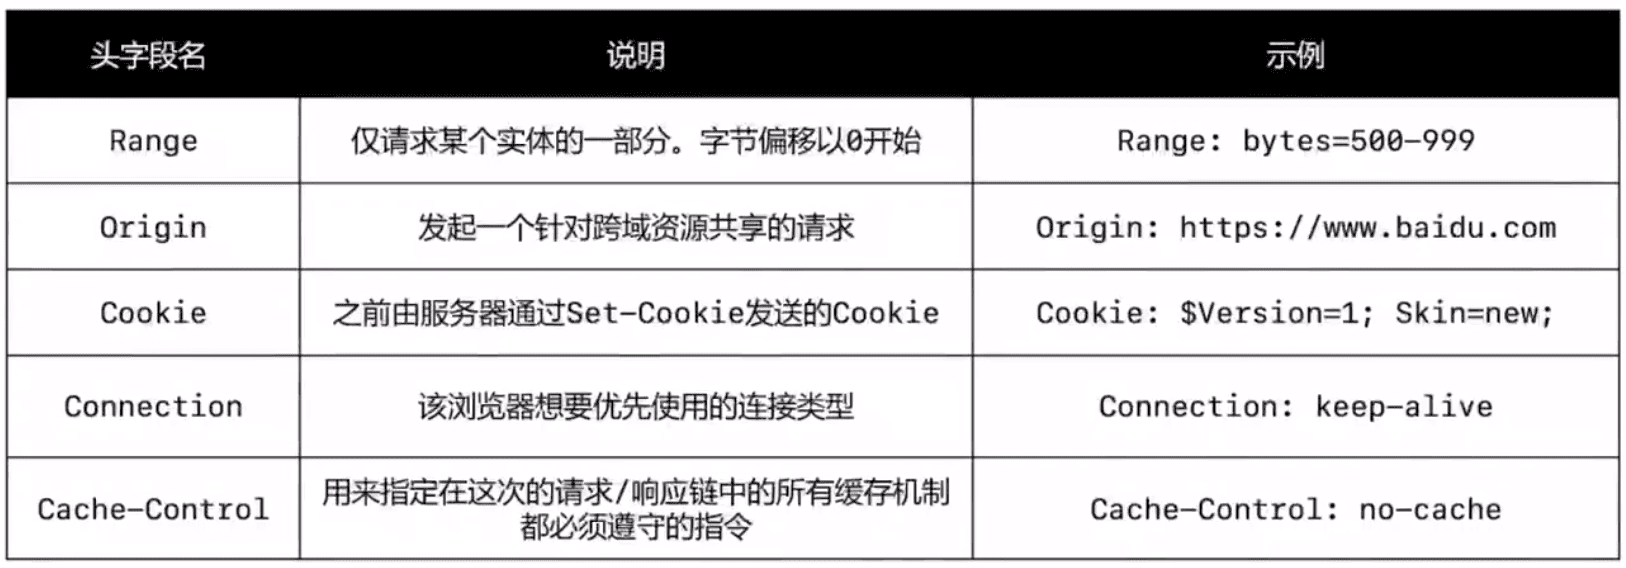 头字段名 说明 示例
Range 仅请求某个实体的一部分。字节偏移以0开始 Range: bytes=500-999
Origin 发起一个针对跨域资源共享的请求 Origin: https://www.baidu.com
Cookie 之前由服务器通过Set-Cookie发送的Cookie Cookie: $Version=1; Skin=new;
Connection 该浏览器想要优先使用的连接类型 Connection: keep-alive
Cache-Control 用来指定在这次的请求/响应链中的所有缓存机制 Cache-Control: no-cache
都必须遵守的指令